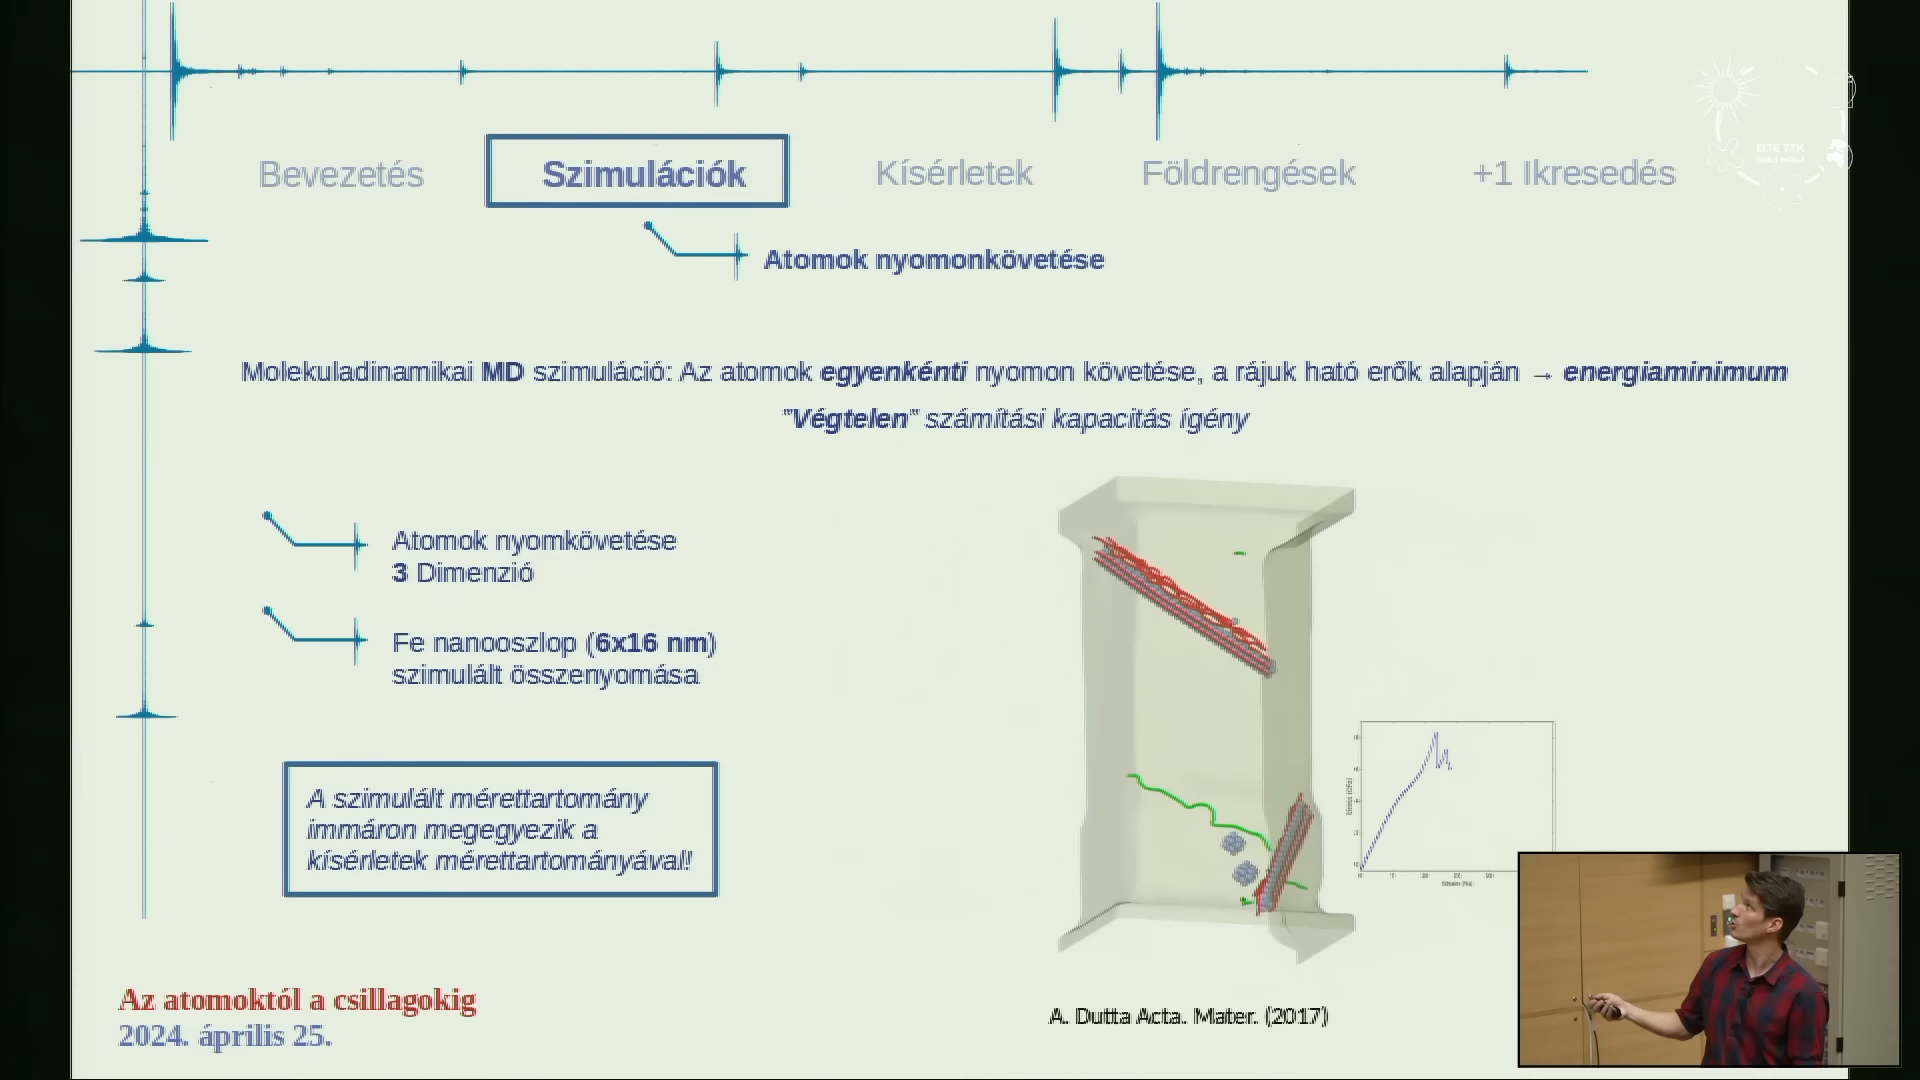 Bevezetés
Szimulációk
Kísérletek
Földrengések
+1 Ikresedés
ELTE TTK
Atomok nyomonkövetése
Molekuladinamikai MD szimuláció: Az atomok egyenkénti nyomon követése, a rájuk ható erők alapján → energiaminimum
"Végtelen" számítási kapacitás igény
Atomok nyomkövetése
3 Dimenzió
Fe nanooszlop (6x16 nm)
szimulált összenyomása
A szimulált mérettartomány
immáron megegyezik a
kísérletek mérettartományával!
Az atomoktól a csillagokig
2024. április 25.
A. Dutta Acta. Mater. (2017)